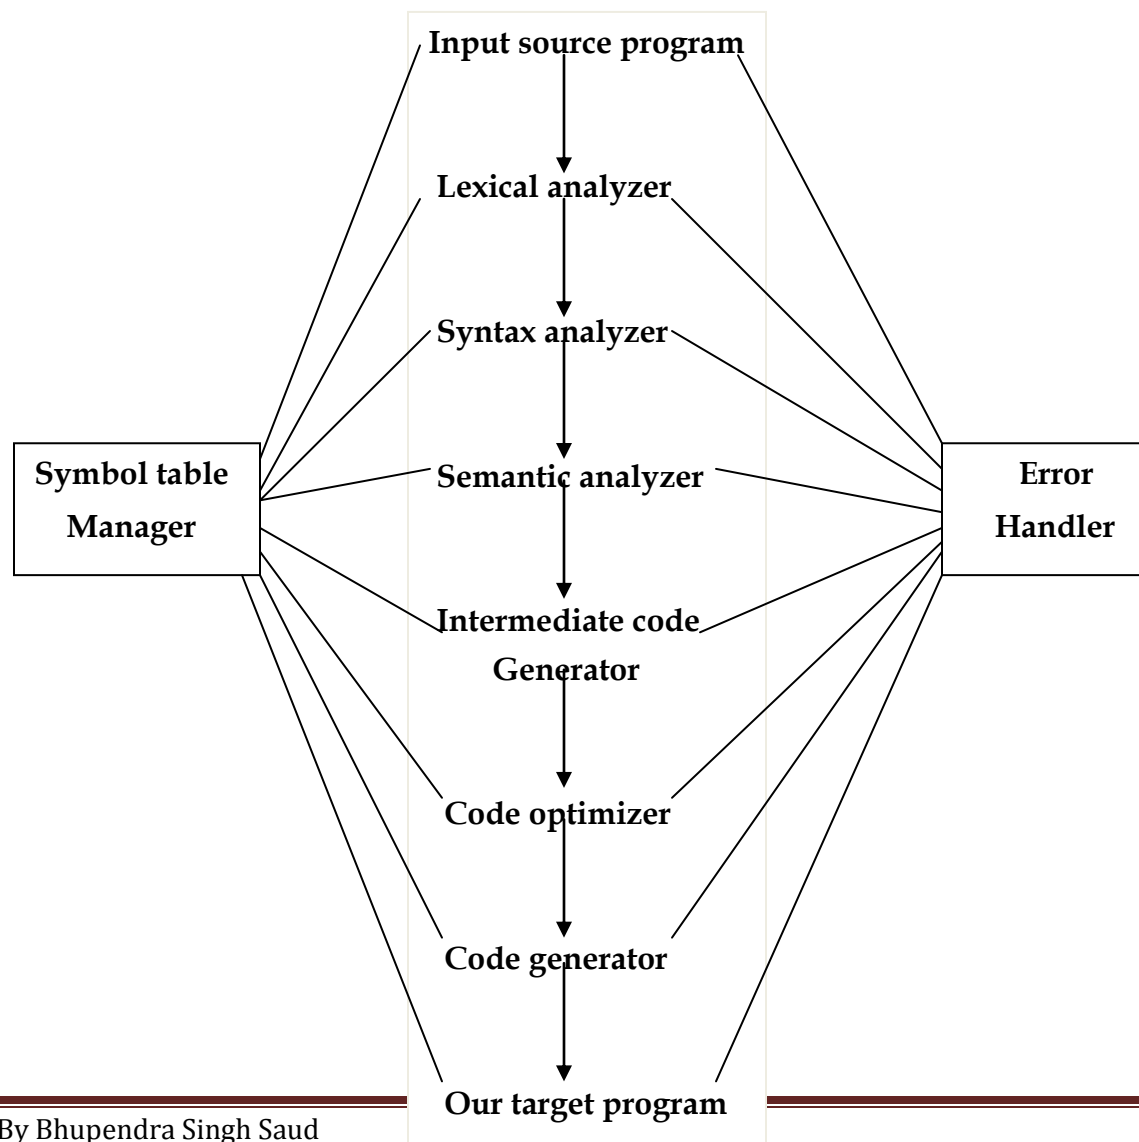 Input source program
Lexical analyzer
Syntax analyzer
Symbol table
Manager
Semantic analyzer
Error
Handler
Intermediate code
Generator
Code optimizer
Code generator
Our target program
By Bhupendra Singh Saud